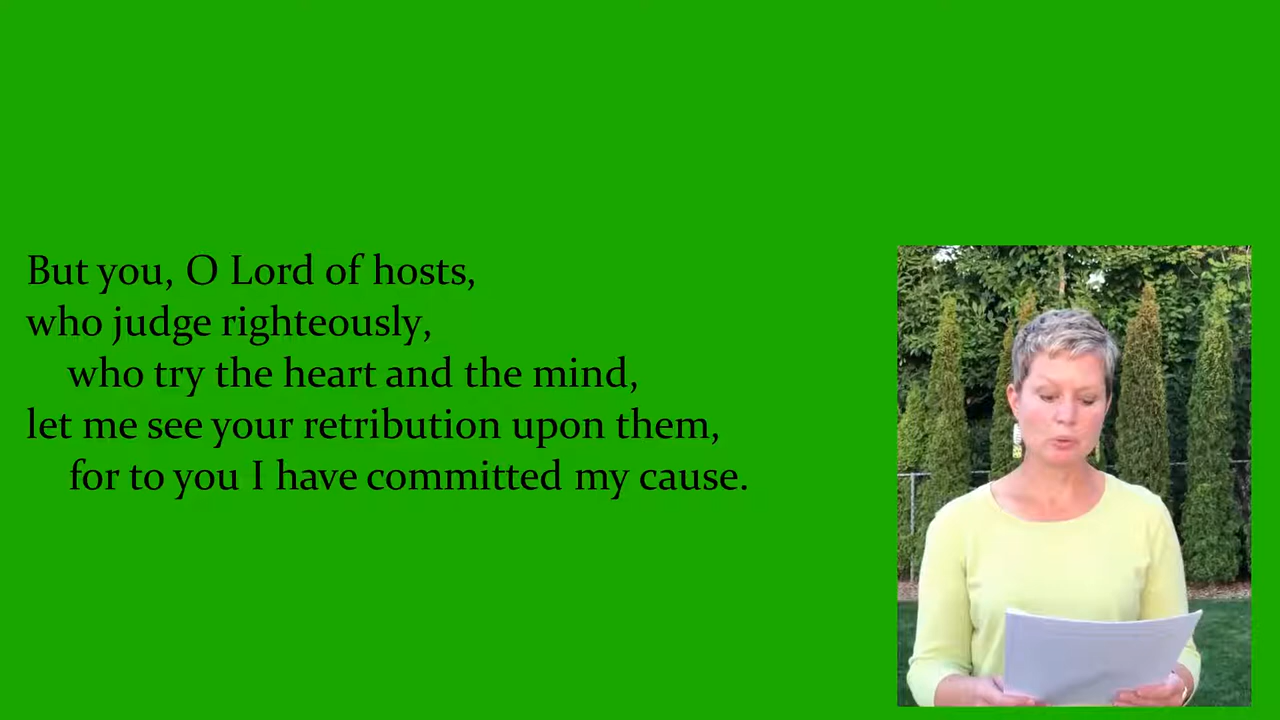 But you, O Lord of hosts,
who judge righteously,
who try the heart and the mind,
let me see your retribution upon them,
for to you I have committed my cause.